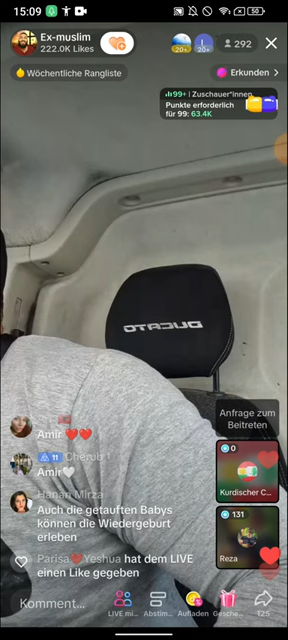 15:09
50
Ex-muslim
222.0K Likes
20+
20+
292
Wöchentliche Rangliste
Erkunden >
99+ | Zuschauer*innen
Punkte erforderlich
für 99: 63.4K
DUCATO
Anfrage zum
Beitreten
Amir ❤❤
11 Cherub
Amir🤍
0
Kurdischer C...
Hanan Mirza
Auch die getauften Babys
können die Wiedergeburt
erleben
131
Reza
Parisa❤Yeshua hat dem LIVE
einen Like gegeben
Komment...
LIVE mi...
Abstim...
Aufladen
Gesche...
125